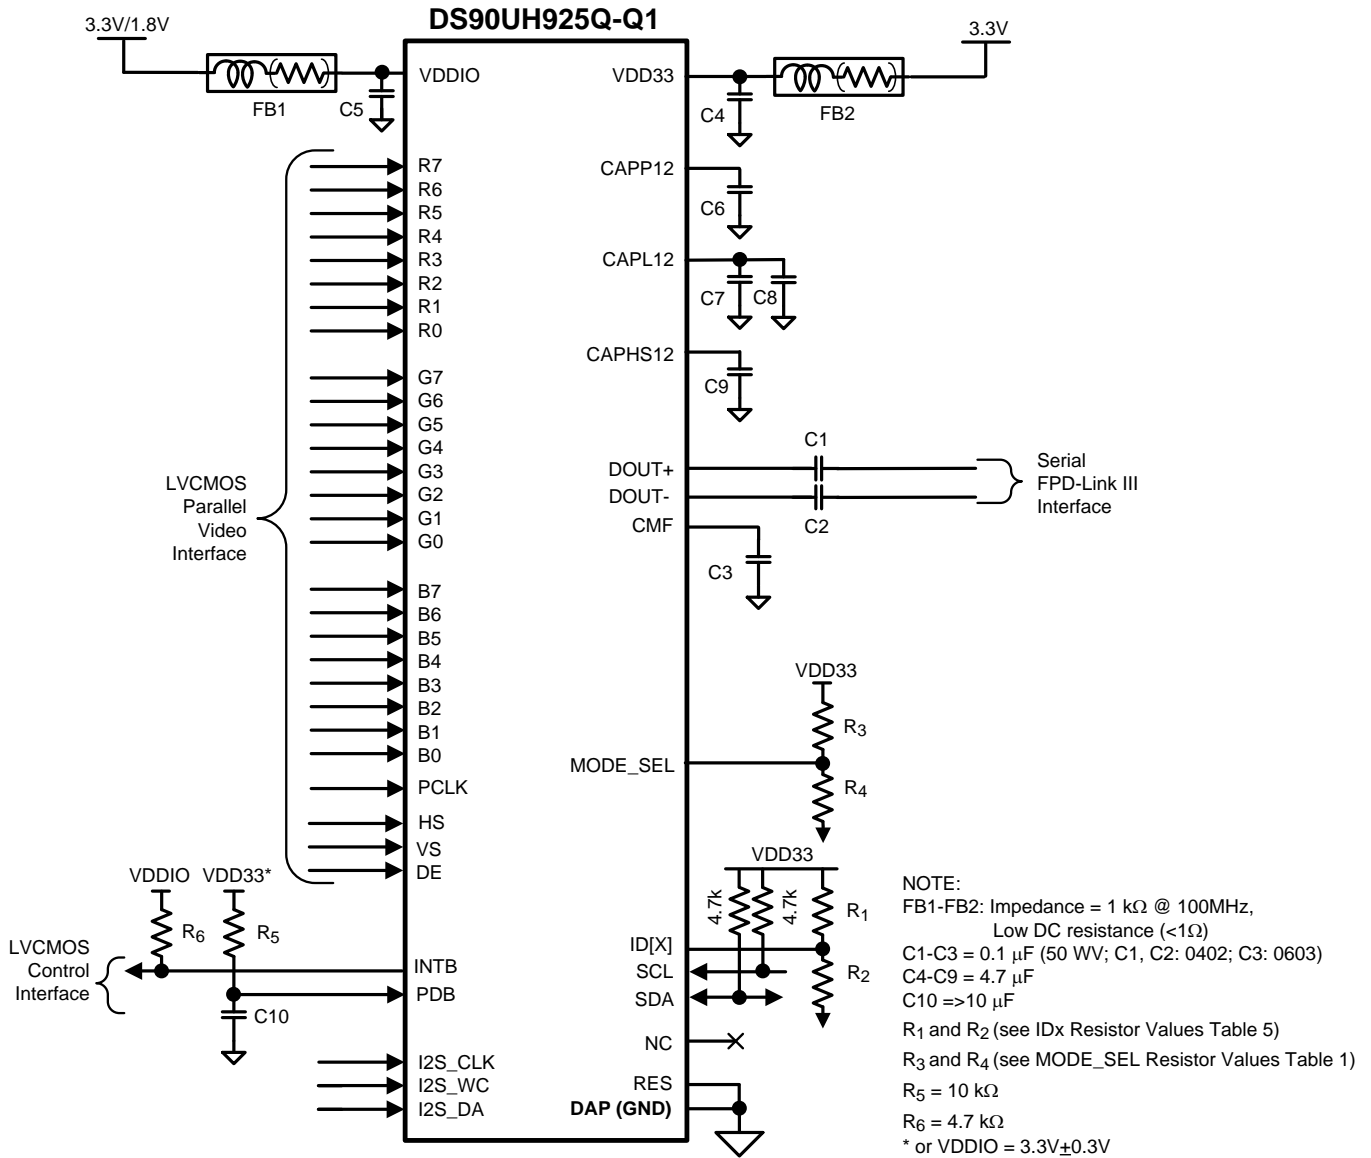 DS90UH925Q-Q1
3.3V/1.8V
3.3V
VDDIO
VDD33
FB1
C5
C4
FB2
R7
R6
R5
R4
R3
R2
R1
R0
G7
G6
G5
G4
G3
G2
G1
G0
B7
B6
B5
B4
B3
B2
B1
B0
PCLK
HS
VS
DE
LVCMOS
Parallel
Video
Interface
CAPP12
C6
CAPL12
C7
C8
CAPHS12
C9
DOUT+
DOUT-
CMF
C1
C2
C3
Serial
FPD-Link III
Interface
VDD33
R3
MODE_SEL
R4
VDD33
4.7k
4.7k
R1
ID[X]
R2
SCL
SDA
NC
RES
DAP (GND)
VDDIO
VDD33*
R6
R5
LVCMOS
Control
Interface
INTB
PDB
C10
I2S_CLK
I2S_WC
I2S_DA
NOTE:
FB1-FB2: Impedance = 1 kΩ @ 100MHz,
Low DC resistance (<1Ω)
C1-C3 = 0.1 μF (50 WV; C1, C2: 0402; C3: 0603)
C4-C9 = 4.7 μF
C10 =>10 μF
R1 and R2 (see IDx Resistor Values Table 5)
R3 and R4 (see MODE_SEL Resistor Values Table 1)
R5 = 10 kΩ
R6 = 4.7 kΩ
* or VDDIO = 3.3V±0.3V